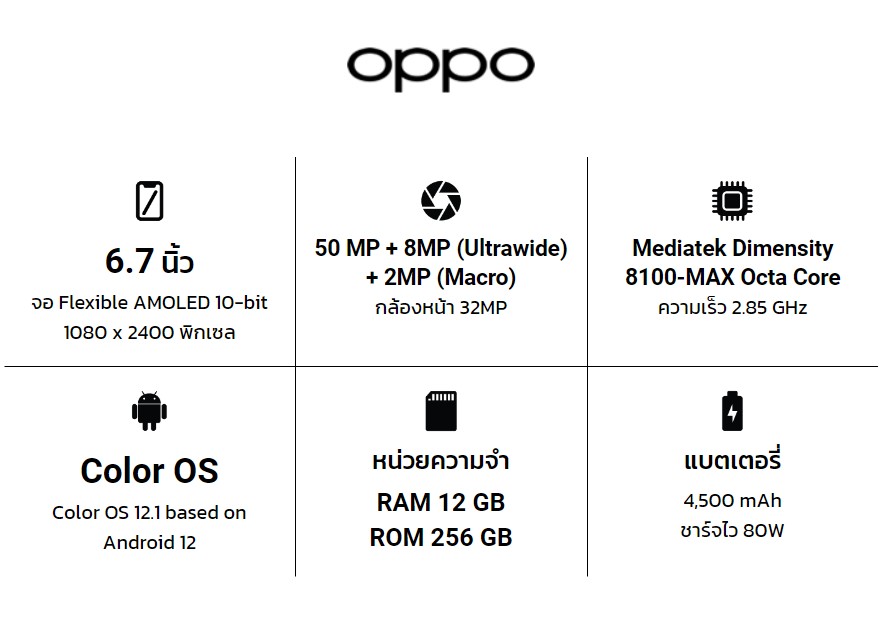 oppo
6.7 นิ้ว
จอ Flexible AMOLED 10-bit
1080 x 2400 พิกเซล
50 MP + 8MP (Ultrawide)
+ 2MP (Macro)
กล้องหน้า 32MP
Mediatek Dimensity
8100-MAX Octa Core
ความเร็ว 2.85 GHz
Color OS
Color OS 12.1 based on
Android 12
หน่วยความจำ
RAM 12 GB
ROM 256 GB
แบตเตอรี่
4,500 mAh
ชาร์จไว 80W